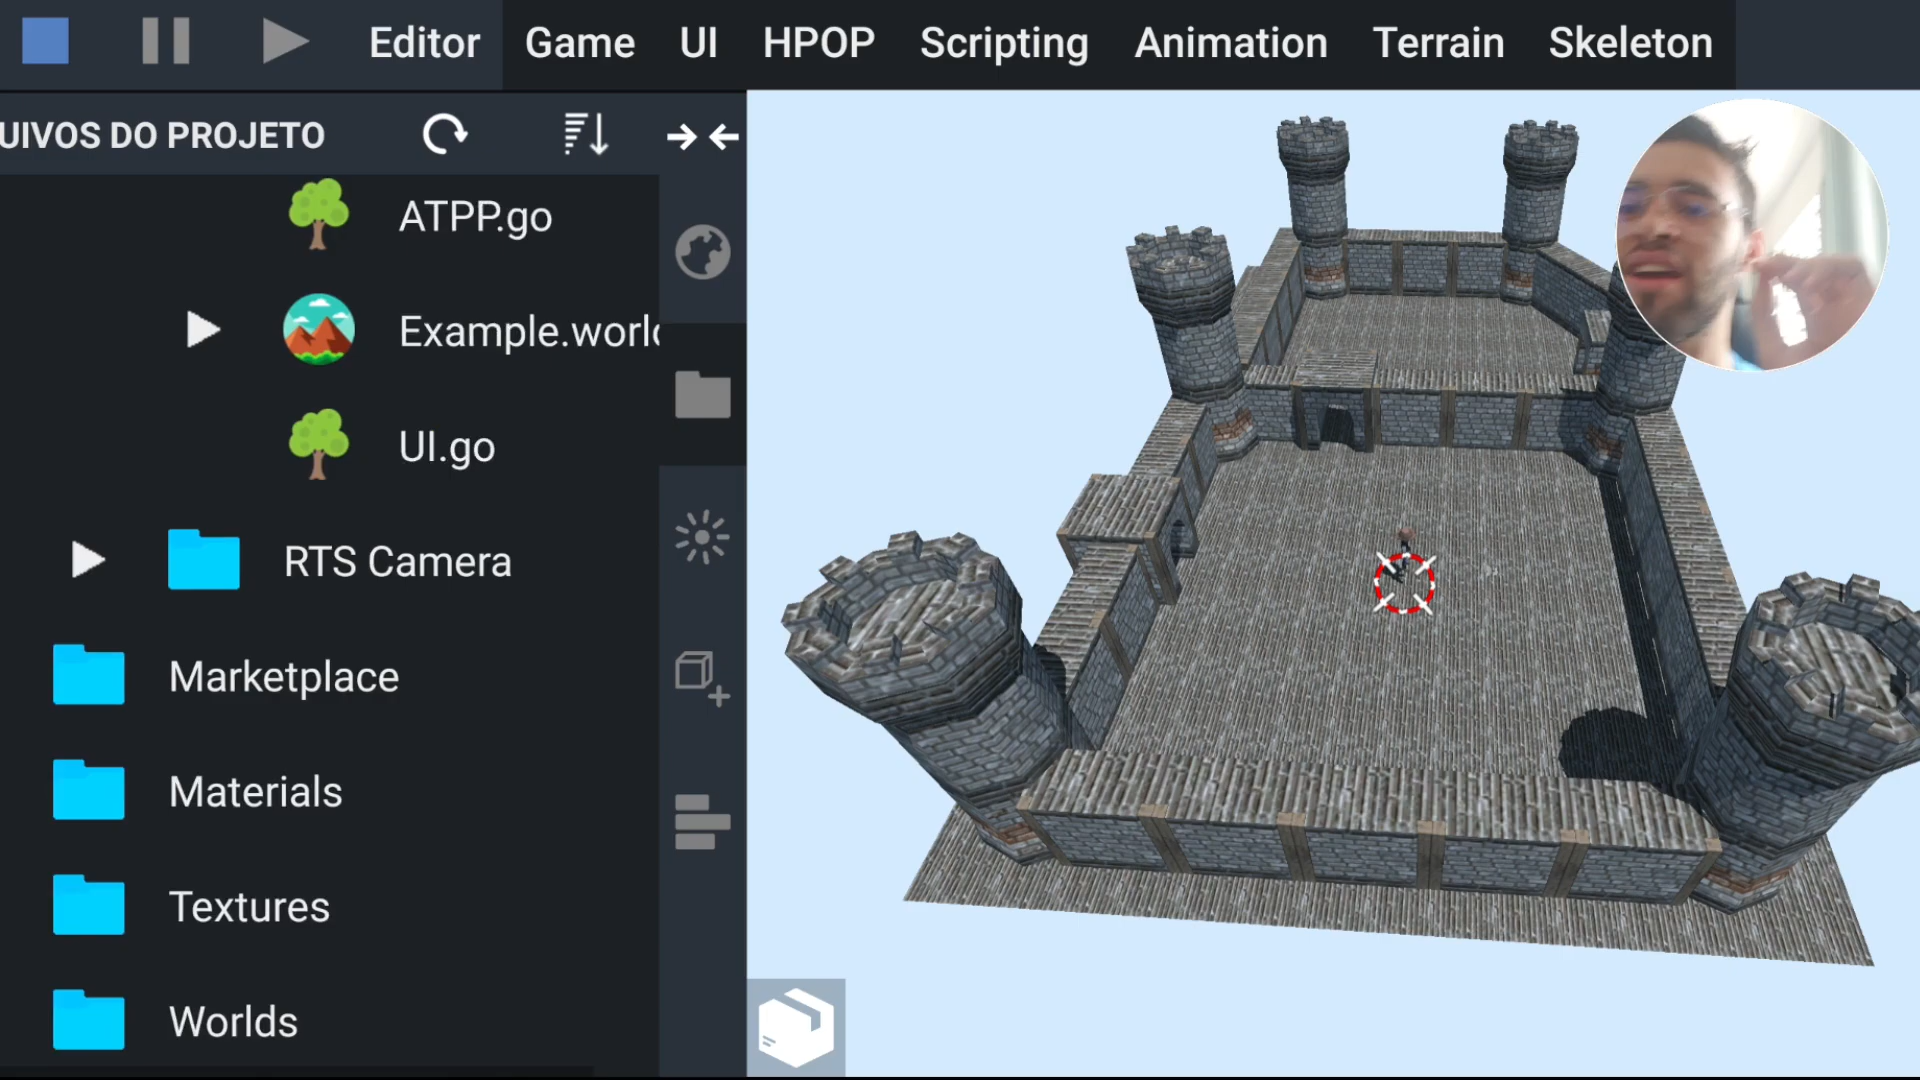 Editor Game UI HPOP Scripting Animation Terrain Skeleton
UIVOS DO PROJETO
ATPP.go
Example.worl
UI.go
RTS Camera
Marketplace
Materials
Textures
Worlds